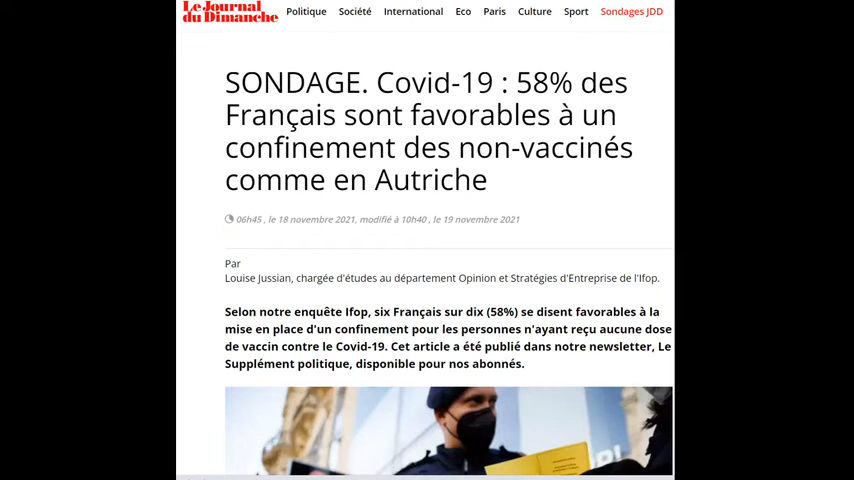 Le Journal
du Dimanche
Politique Société International Eco Paris Culture Sport Sondages JDD
SONDAGE. Covid-19 : 58% des
Français sont favorables à un
confinement des non-vaccinés
comme en Autriche
06h45 , le 18 novembre 2021, modifié à 10h40 , le 19 novembre 2021
Par
Louise Jussian, chargée d'études au département Opinion et Stratégies d'Entreprise de l'Ifop.
Selon notre enquête Ifop, six Français sur dix (58%) se disent favorables à la
mise en place d'un confinement pour les personnes n'ayant reçu aucune dose
de vaccin contre le Covid-19. Cet article a été publié dans notre newsletter, Le
Supplément politique, disponible pour nos abonnés.